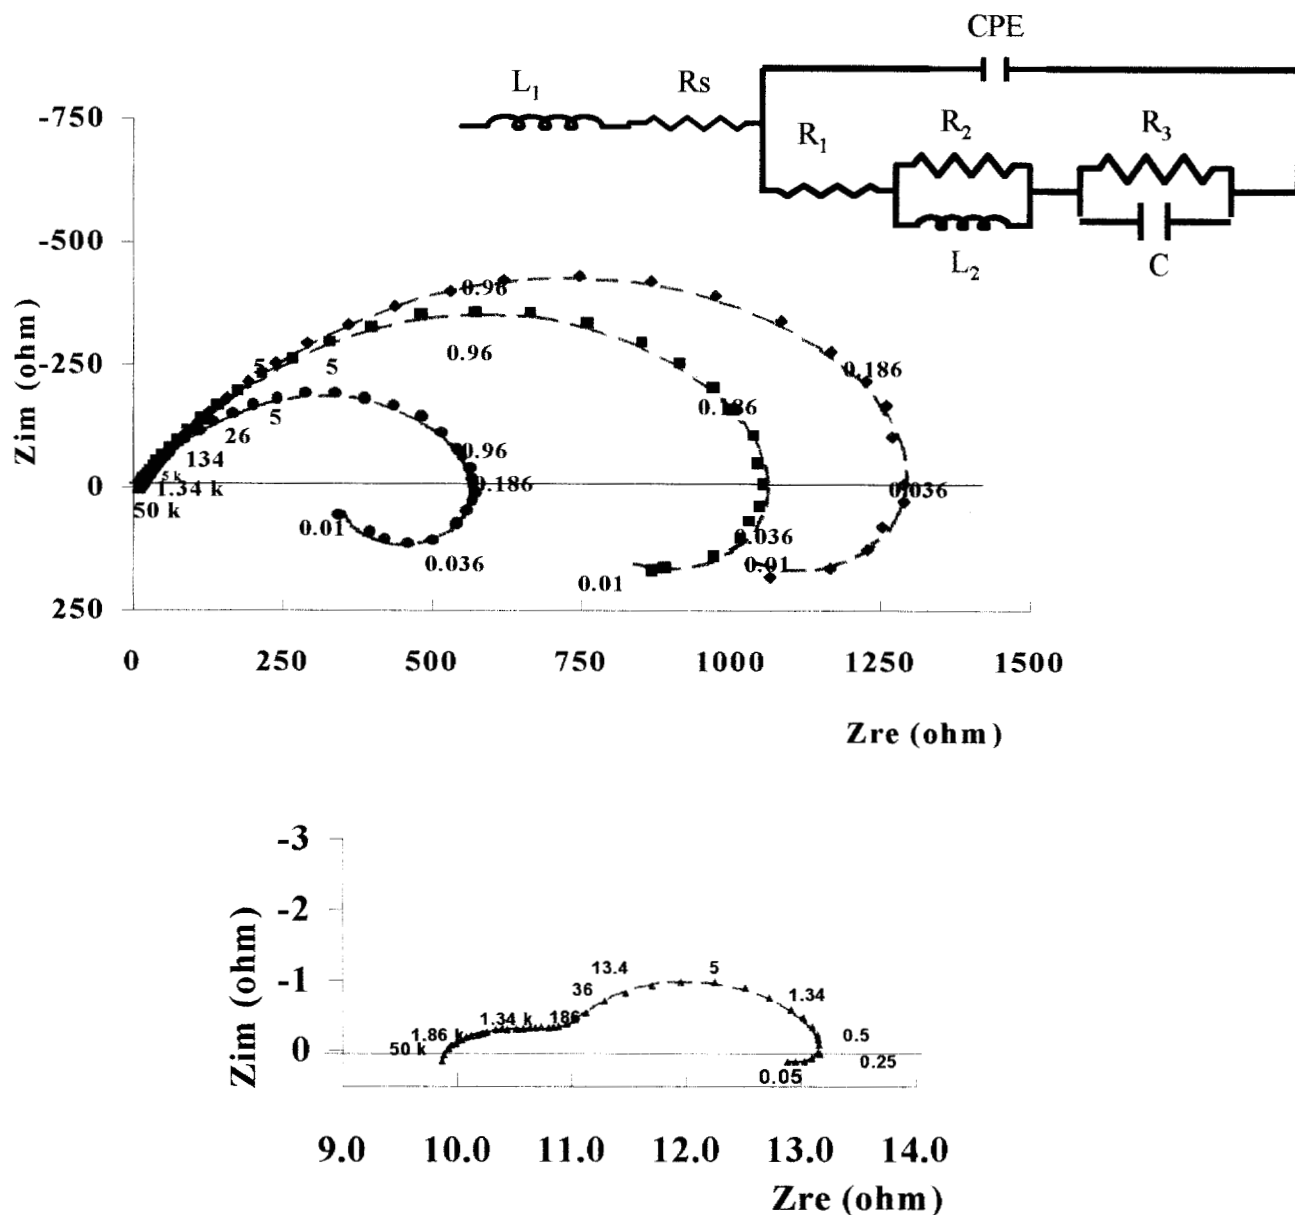 CPE
L1 Rs
-750
R1 R2 R3
-500
L2 C
0.96
-250 5 5 0.96 0.186
0.186
26 5
134 0.96
5 k
0 1.34 k 0.186 0.036
50 k
0.01 0.036 0.036 0.01
0.01
250
0 250 500 750 1000 1250 1500
Zim (ohm)
Zre (ohm)
-3
-2
-1 13.4 5
36 1.34
1.86 k 1.34 k 186 0.5
0 50 k 0.25
0.05
9.0 10.0 11.0 12.0 13.0 14.0
Zim (ohm)
Zre (ohm)